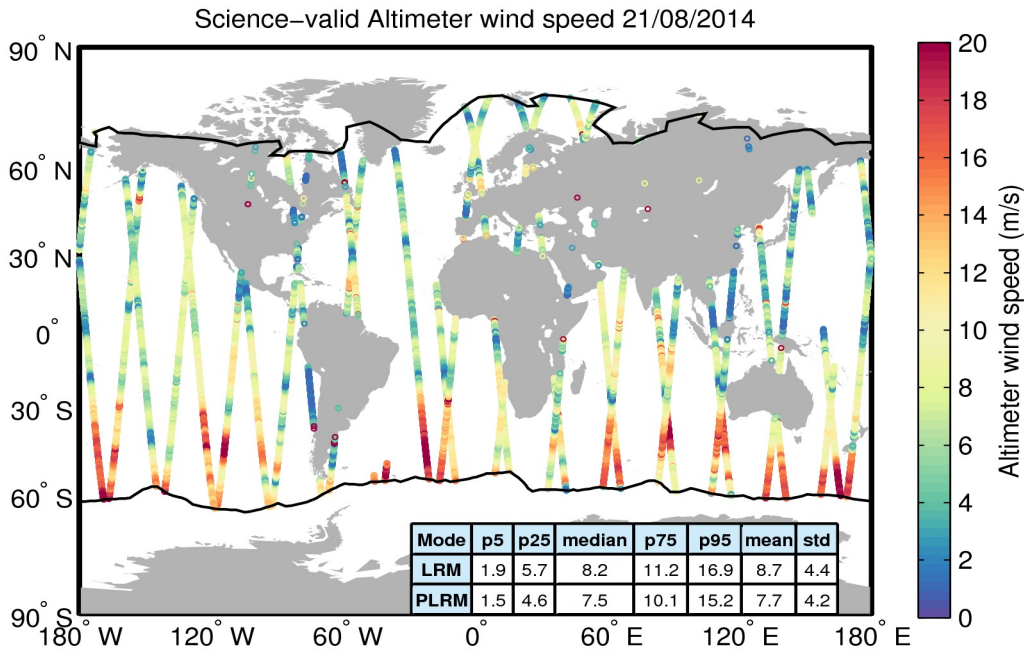 Science−valid Altimeter wind speed 21/08/2014
90° N
60° N
30° N
0°
30° S
60° S
90° S
180° W
120° W
60° W
0°
60° E
120° E
180° E
Mode p5 p25 median p75 p95 mean std
LRM 1.9 5.7 8.2 11.2 16.9 8.7 4.4
PLRM 1.5 4.6 7.5 10.1 15.2 7.7 4.2
20
18
16
14
12
10
8
6
4
2
0
Altimeter wind speed (m/s)